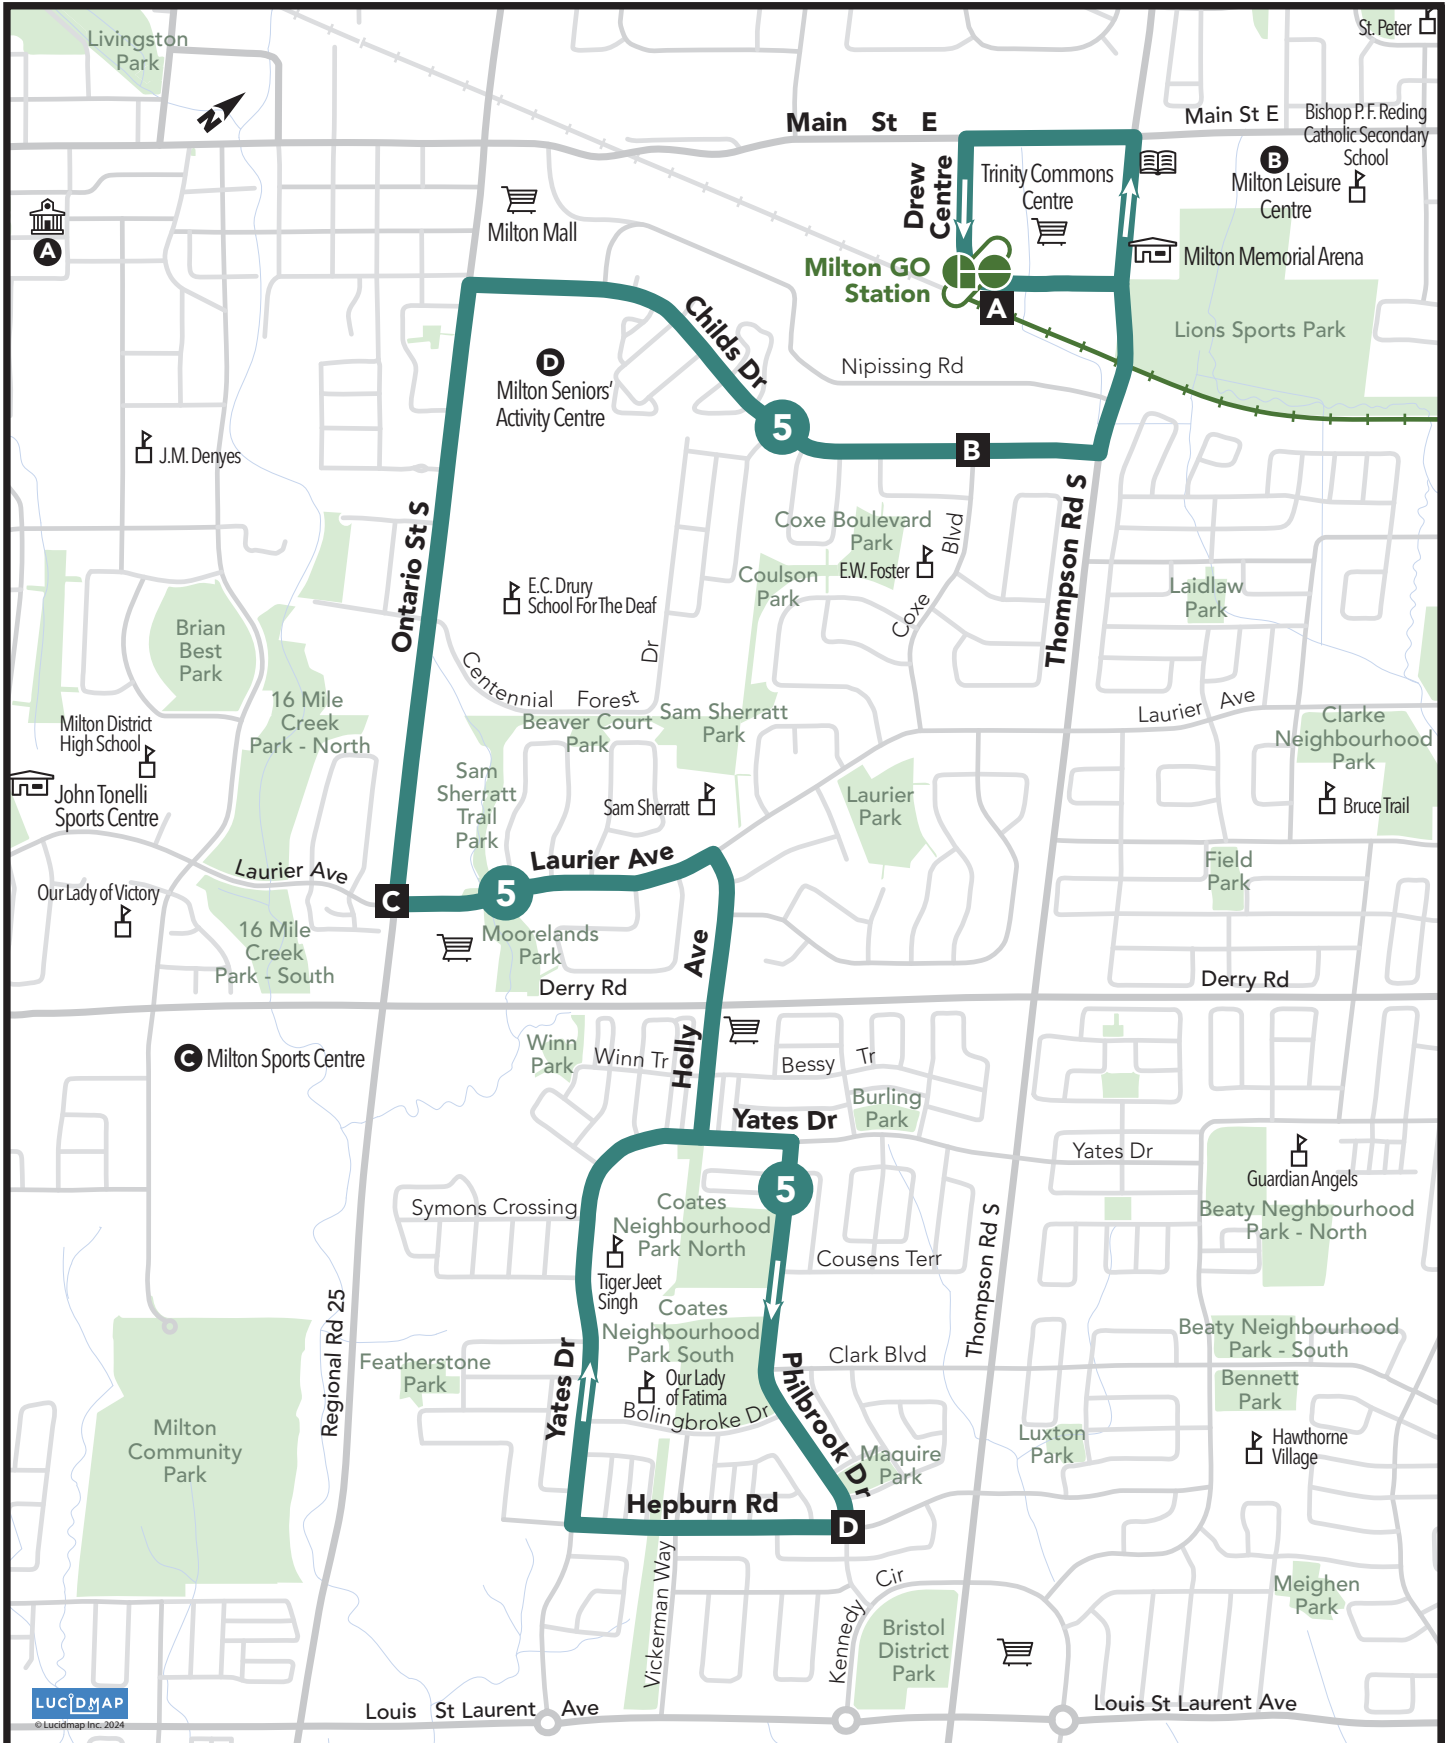 St. Peter
Livingston
Park
N
Main St E
Main St E
Bishop P. F. Reding
Catholic Secondary
School
B
Milton Leisure
Centre
Drew
Centre
Trinity Commons
Centre
A
Milton Mall
Milton Memorial Arena
Milton GO
Station
A
Lions Sports Park
Childs Dr
Nipissing Rd
D
Milton Seniors'
Activity Centre
5
B
J.M. Denyes
Ontario St S
Thompson Rd S
Coxe Boulevard
Park
E.W. Foster
Coxe Blvd
Coulson
Park
Laidlaw
Park
E.C. Drury
School For The Deaf
Brian
Best
Park
Centennial Forest Dr
16 Mile
Creek
Park - North
Beaver Court
Park
Sam Sherratt
Park
Laurier Ave
Clarke
Neighbourhood
Park
Milton District
High School
Sam
Sherratt
Trail
Park
Sam Sherratt
Laurier
Park
Bruce Trail
John Tonelli
Sports Centre
Laurier Ave
Laurier Ave
Field
Park
Our Lady of Victory
C
5
16 Mile
Creek
Park - South
Moorelands
Park
Holly Ave
Derry Rd
Derry Rd
C
Milton Sports Centre
Winn
Park
Winn Tr
Bessy Tr
Burling
Park
Yates Dr
Yates Dr
5
Guardian Angels
Symons Crossing
Coates
Neighbourhood
Park North
Beaty Neghbourhood
Park - North
Cousens Terr
Thompson Rd S
Tiger Jeet
Singh
Coates
Neighbourhood
Park South
Regional Rd 25
Beaty Neighbourhood
Park - South
Featherstone
Park
Yates Dr
Clark Blvd
Philbrook Dr
Our Lady
of Fatima
Bolingbroke Dr
Bennett
Park
Milton
Community
Park
Luxton
Park
Hawthorne
Village
Maquire
Park
Hepburn Rd
D
Vickerman Way
Kennedy Cir
Meighen
Park
Bristol
District
Park
LUCIDMAP
© Lucidmap Inc. 2024
Louis St Laurent Ave
Louis St Laurent Ave